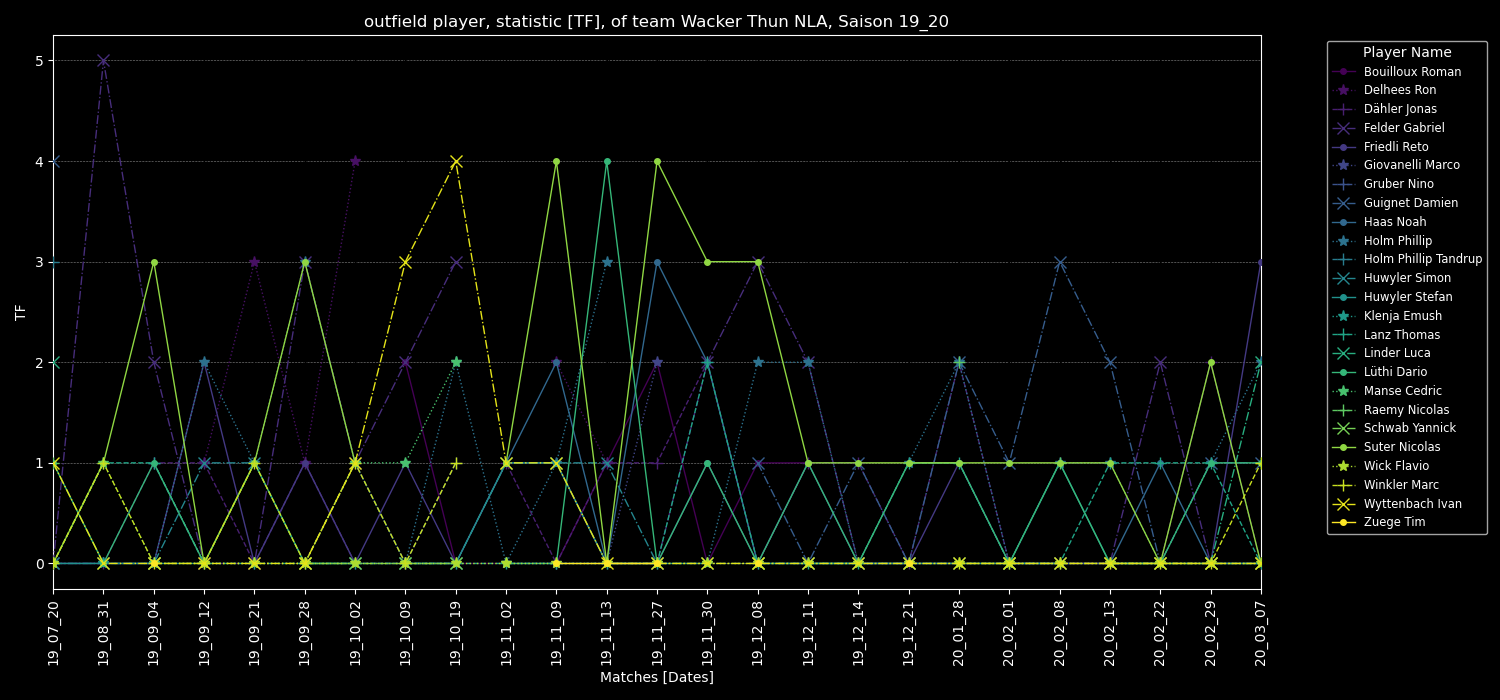 outfield player, statistic [TF], of team Wacker Thun NLA, Saison 19_20
5
4
3
2
1
0
TF
19_07_20
19_08_31
19_09_04
19_09_12
19_09_21
19_09_28
19_10_02
19_10_09
19_10_19
19_11_02
19_11_09
19_11_13
19_11_27
19_11_30
19_12_08
19_12_11
19_12_14
19_12_21
20_01_28
20_02_01
20_02_08
20_02_13
20_02_22
20_02_29
20_03_07
Matches [Dates]
Player Name
Bouilloux Roman
Delhees Ron
Dähler Jonas
Felder Gabriel
Friedli Reto
Giovanelli Marco
Gruber Nino
Guignet Damien
Haas Noah
Holm Phillip
Holm Phillip Tandrup
Huwyler Simon
Huwyler Stefan
Klenja Emush
Lanz Thomas
Linder Luca
Lüthi Dario
Manse Cedric
Raemy Nicolas
Schwab Yannick
Suter Nicolas
Wick Flavio
Winkler Marc
Wyttenbach Ivan
Zuege Tim